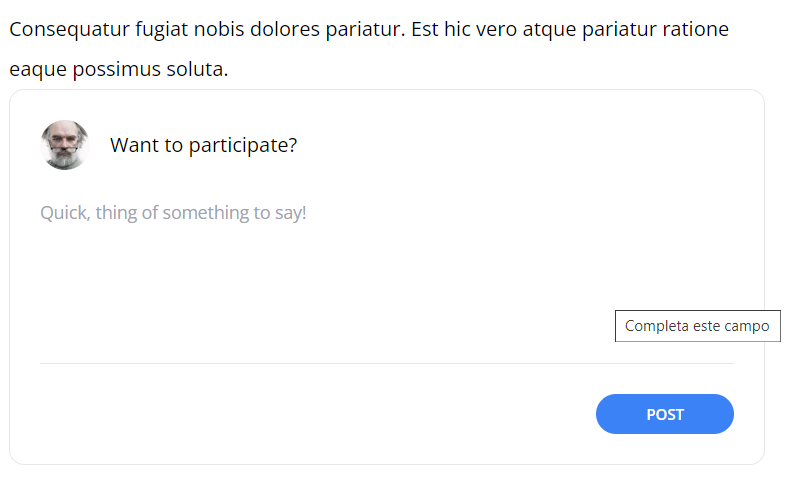 Consequatur fugiat nobis dolores pariatur. Est hic vero atque pariatur ratione
eaque possimus soluta.
Want to participate?
Quick, thing of something to say!
Completa este campo
POST